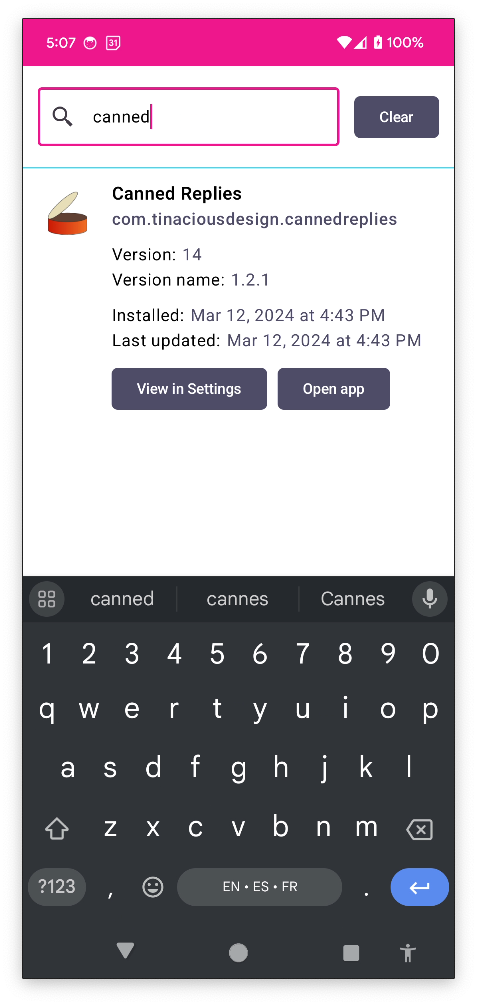 5:07 31 100%
canned
Clear
Canned Replies
com.tinaciousdesign.cannedreplies
Version: 14
Version name: 1.2.1
Installed: Mar 12, 2024 at 4:43 PM
Last updated: Mar 12, 2024 at 4:43 PM
View in Settings
Open app
canned cannes Cannes
1 2 3 4 5 6 7 8 9 0
q w e r t y u i o p
a s d f g h j k l
z x c v b n m
?123 , EN • ES • FR .